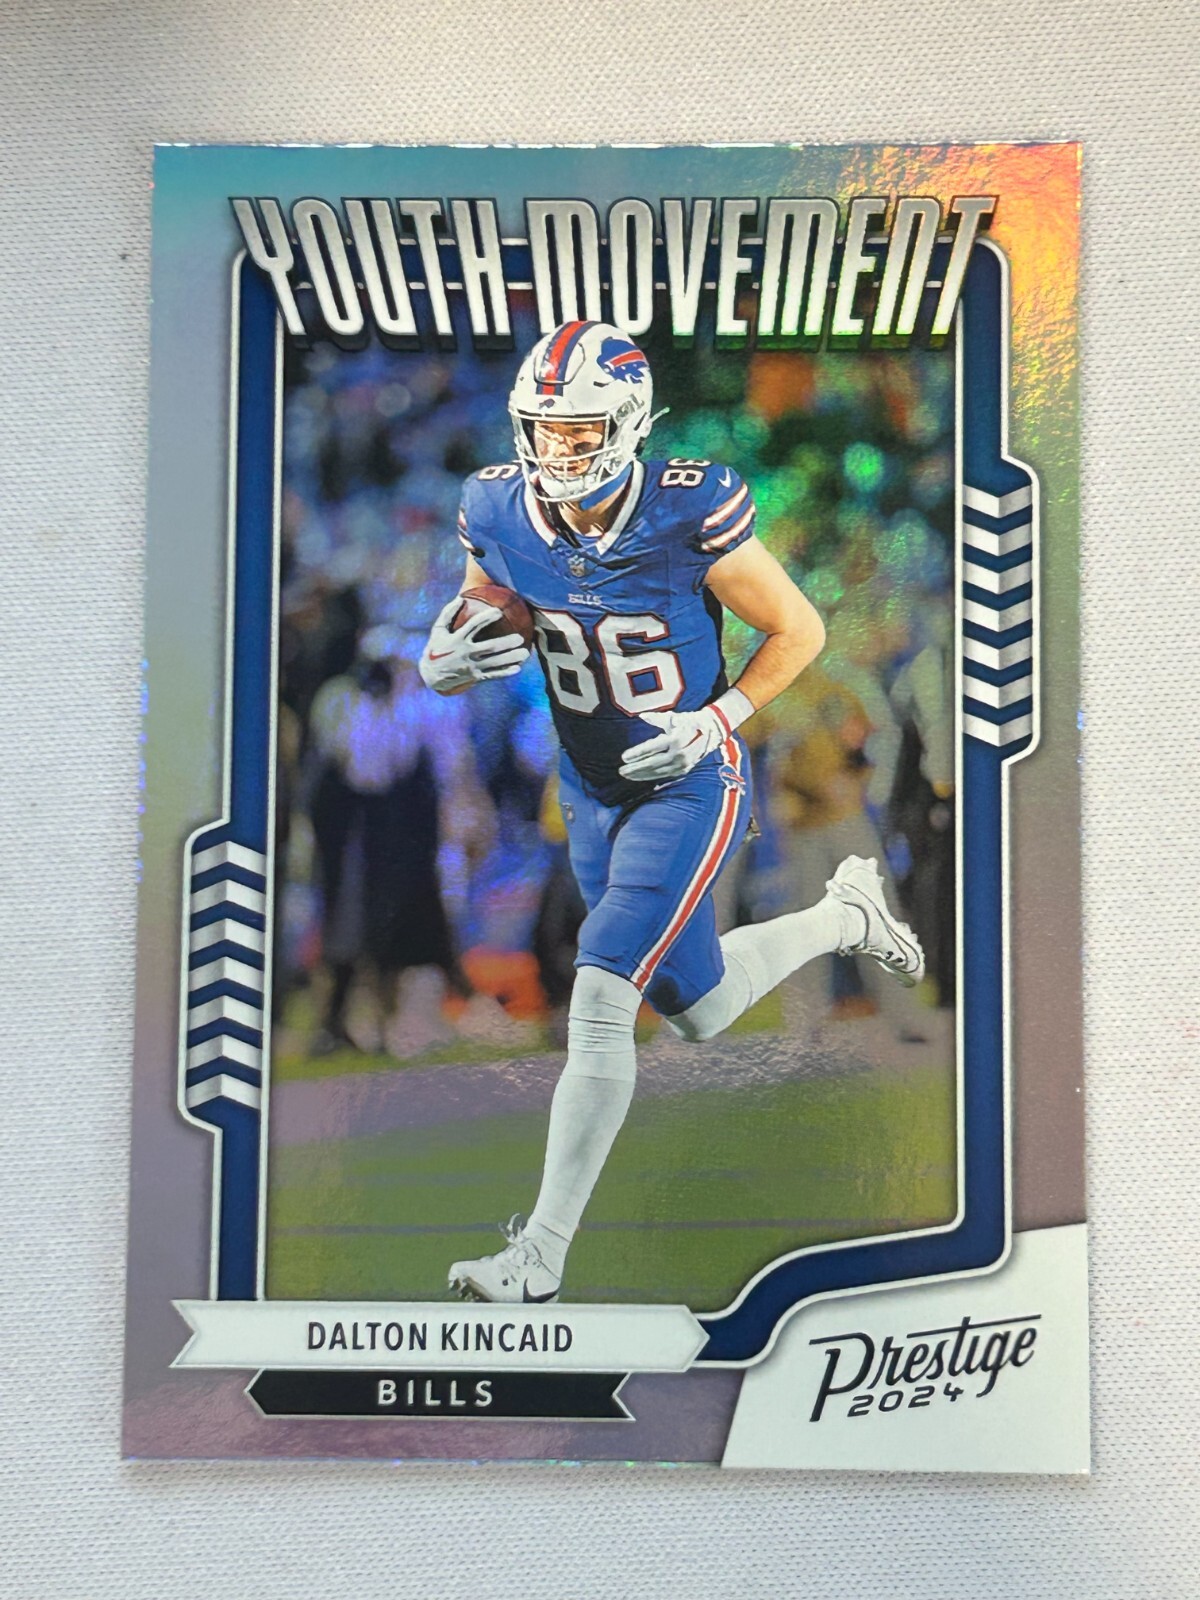 YOUTH MOVEMENT
86
BILLS
86
DALTON KINCAID
BILLS
Prestige
2024